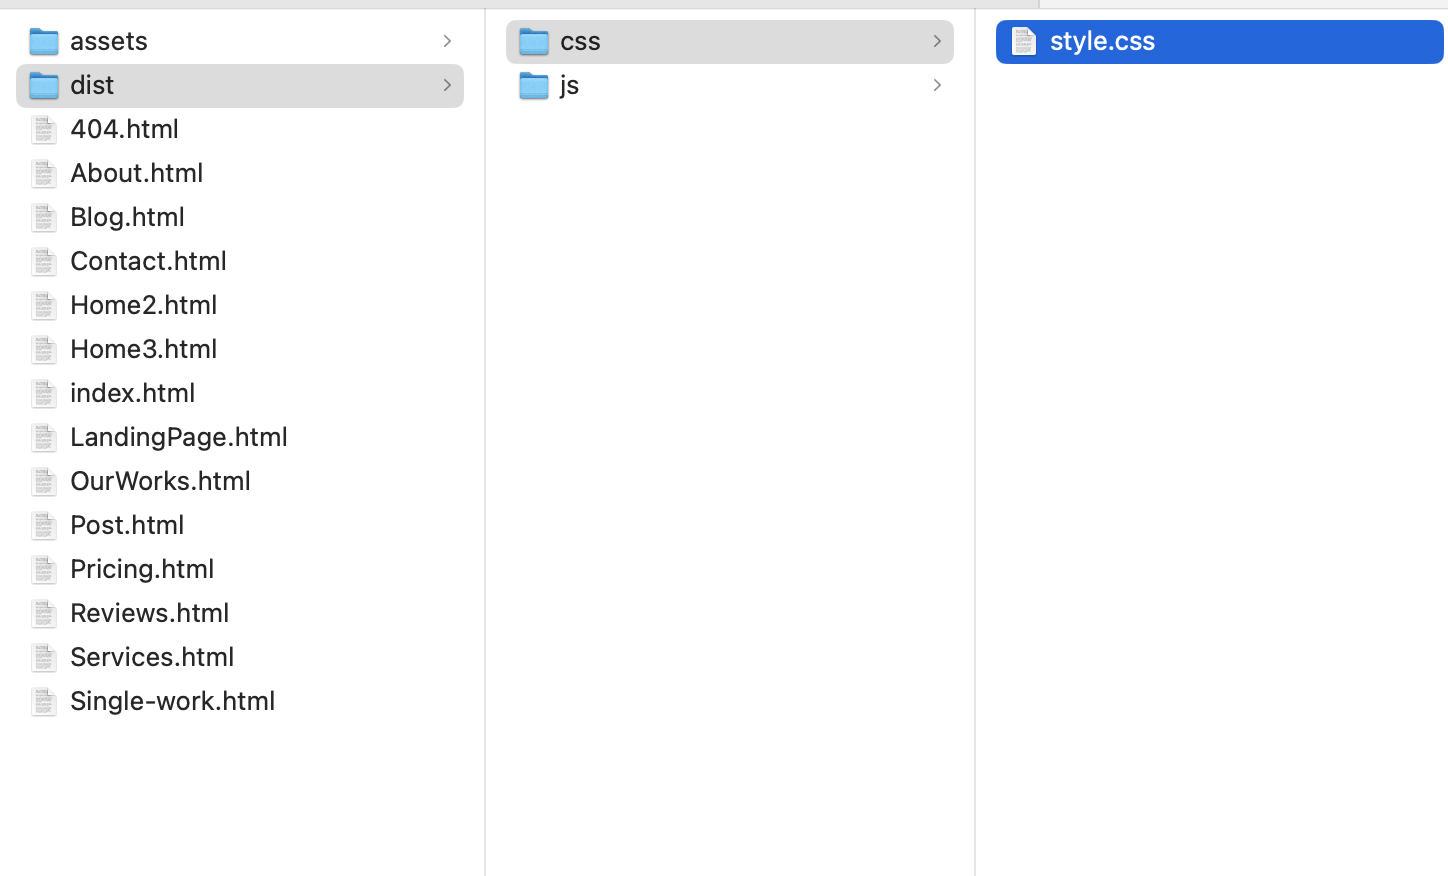 assets
dist
404.html
About.html
Blog.html
Contact.html
Home2.html
Home3.html
index.html
LandingPage.html
OurWorks.html
Post.html
Pricing.html
Reviews.html
Services.html
Single-work.html
css
js
style.css